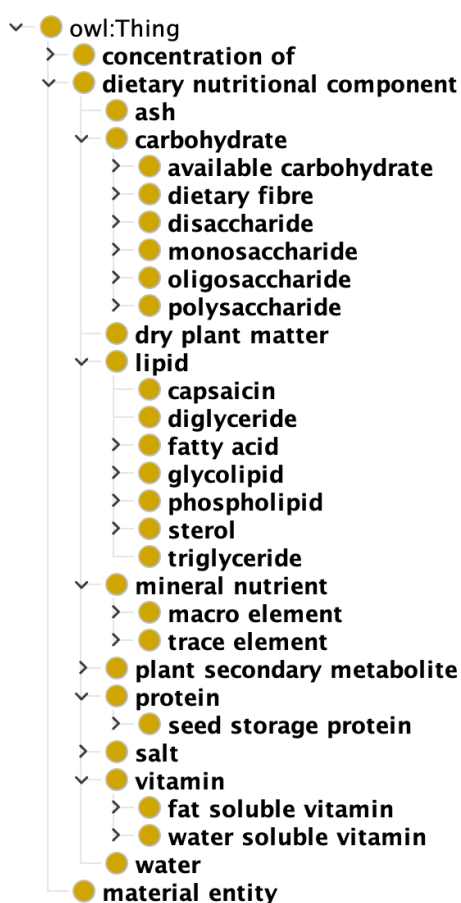 owl:Thing
concentration of
dietary nutritional component
ash
carbohydrate
available carbohydrate
dietary fibre
disaccharide
monosaccharide
oligosaccharide
polysaccharide
dry plant matter
lipid
capsaicin
diglyceride
fatty acid
glycolipid
phospholipid
sterol
triglyceride
mineral nutrient
macro element
trace element
plant secondary metabolite
protein
seed storage protein
salt
vitamin
fat soluble vitamin
water soluble vitamin
water
material entity